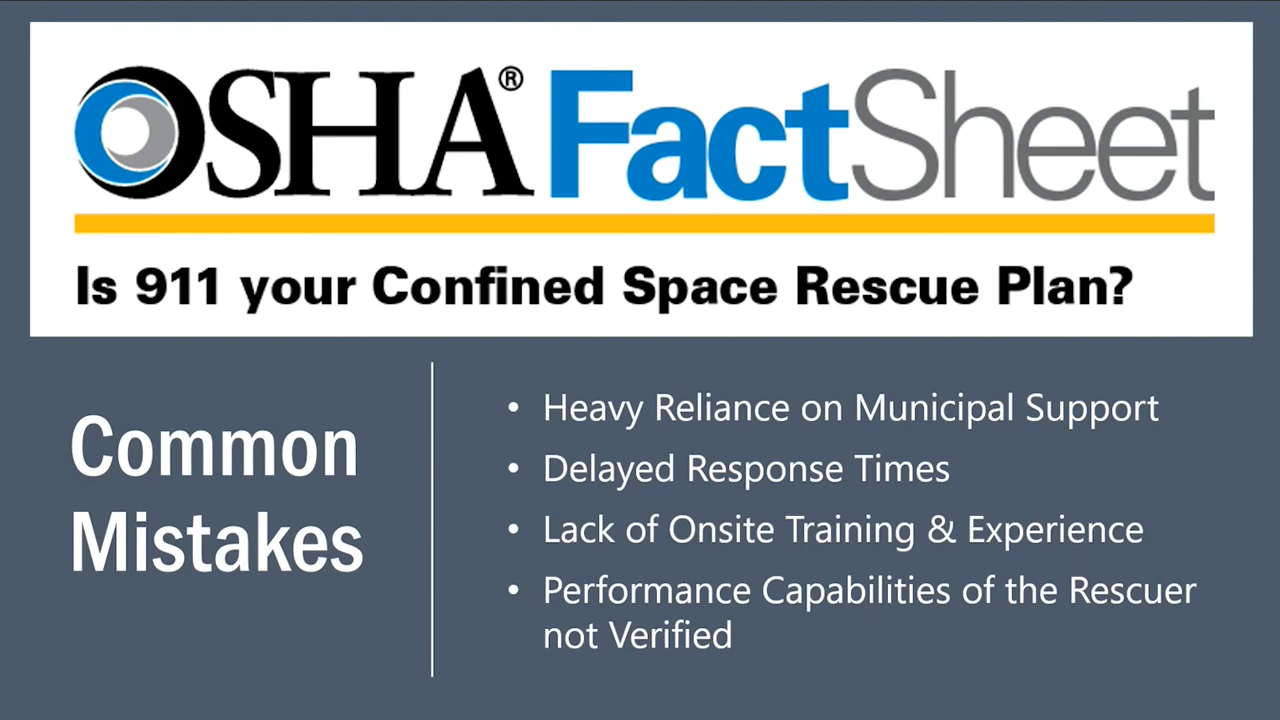 OSHA® FactSheet
Is 911 your Confined Space Rescue Plan?
Common
Mistakes
• Heavy Reliance on Municipal Support
• Delayed Response Times
• Lack of Onsite Training & Experience
• Performance Capabilities of the Rescuer
not Verified